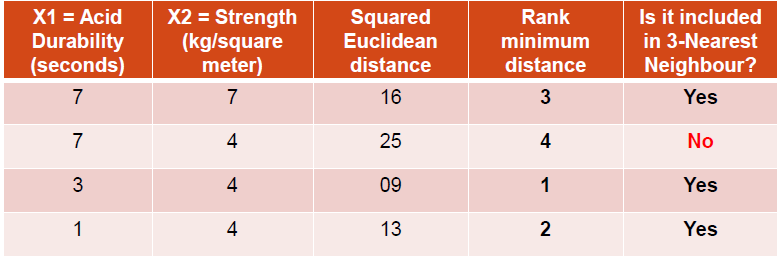 X1 = Acid Durability (seconds) X2 = Strength (kg/square meter) Squared Euclidean distance Rank minimum distance Is it included in 3-Nearest Neighbour?
7 7 16 3 Yes
7 4 25 4 No
3 4 09 1 Yes
1 4 13 2 Yes